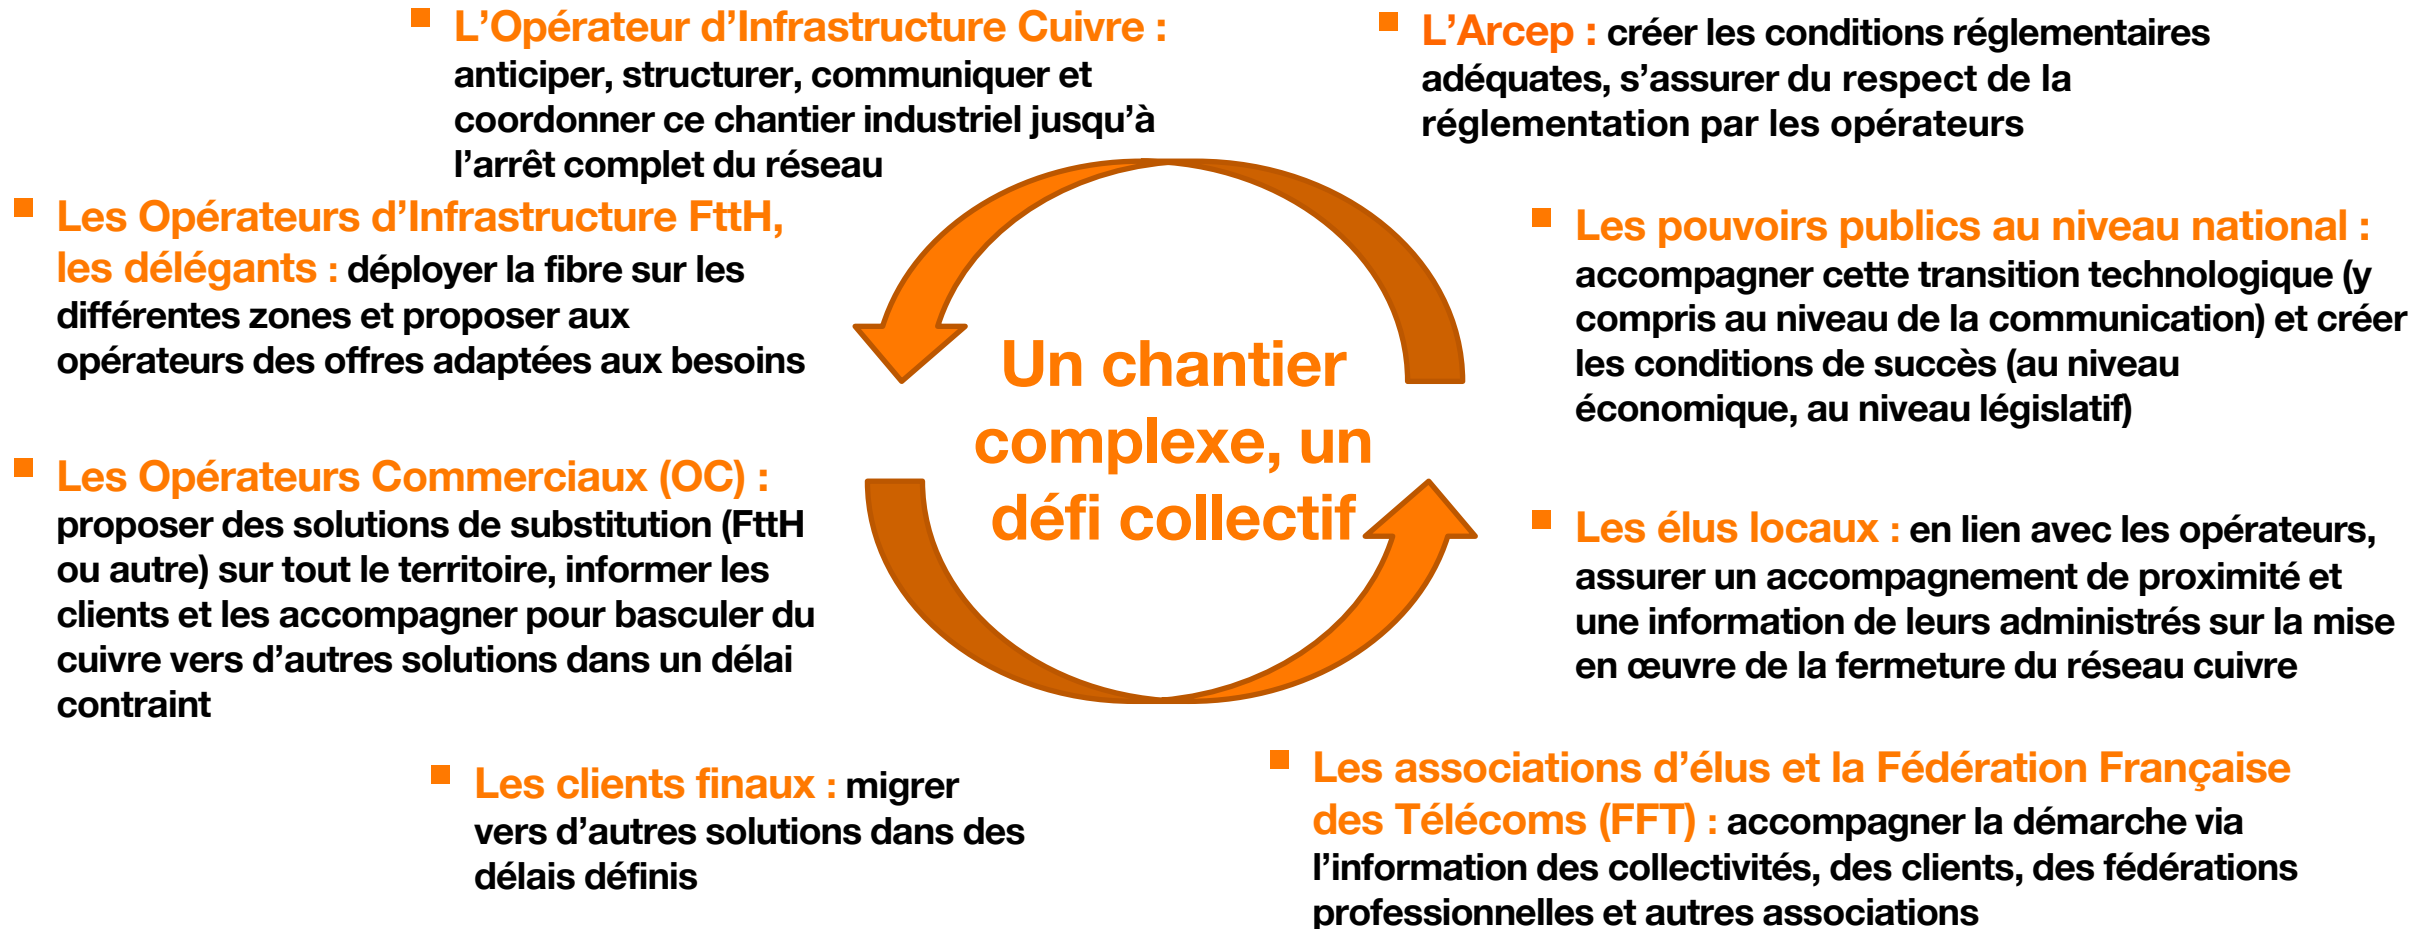 L’Opérateur d’Infrastructure Cuivre :
anticiper, structurer, communiquer et
coordonner ce chantier industriel jusqu’à
l’arrêt complet du réseau
L’Arcep : créer les conditions réglementaires
adéquates, s’assurer du respect de la
réglementation par les opérateurs
Les Opérateurs d’Infrastructure FttH,
les délégants : déployer la fibre sur les
différentes zones et proposer aux
opérateurs des offres adaptées aux besoins
Les pouvoirs publics au niveau national :
accompagner cette transition technologique (y
compris au niveau de la communication) et créer
les conditions de succès (au niveau
économique, au niveau législatif)
Un chantier
complexe, un
défi collectif
Les Opérateurs Commerciaux (OC) :
proposer des solutions de substitution (FttH
ou autre) sur tout le territoire, informer les
clients et les accompagner pour basculer du
cuivre vers d’autres solutions dans un délai
contraint
Les élus locaux : en lien avec les opérateurs,
assurer un accompagnement de proximité et
une information de leurs administrés sur la mise
en œuvre de la fermeture du réseau cuivre
Les clients finaux : migrer
vers d’autres solutions dans des
délais définis
Les associations d’élus et la Fédération Française
des Télécoms (FFT) : accompagner la démarche via
l’information des collectivités, des clients, des fédérations
professionnelles et autres associations